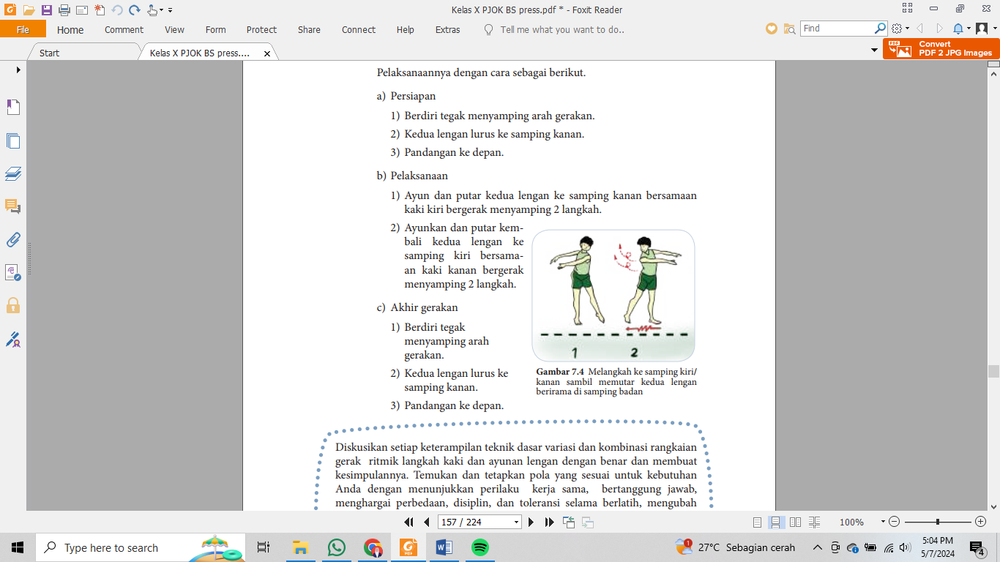 Kelas X PJOK BS press.pdf * - Foxit Reader
File Home Comment View Form Protect Share Connect Help Extras Tell me what you want to do.. Find
Start Kelas X PJOK BS press.... Convert
PDF 2 JPG Images
Pelaksanaannya dengan cara sebagai berikut.
a) Persiapan
1) Berdiri tegak menyamping arah gerakan.
2) Kedua lengan lurus ke samping kanan.
3) Pandangan ke depan.
b) Pelaksanaan
1) Ayun dan putar kedua lengan ke samping kanan bersamaan
kaki kiri bergerak menyamping 2 langkah.
2) Ayunkan dan putar kem-
bali kedua lengan ke
samping kiri bersama-
an kaki kanan bergerak
menyamping 2 langkah.
c) Akhir gerakan
1) Berdiri tegak
menyamping arah
gerakan.
2) Kedua lengan lurus ke
samping kanan.
3) Pandangan ke depan.
1 2
Gambar 7.4 Melangkah ke samping kiri/
kanan sambil memutar kedua lengan
berirama di samping badan
Diskusikan setiap keterampilan teknik dasar variasi dan kombinasi rangkaian
gerak ritmik langkah kaki dan ayunan lengan dengan benar dan membuat
kesimpulannya. Temukan dan tetapkan pola yang sesuai untuk kebutuhan
Anda dengan menunjukkan perilaku kerja sama, bertanggung jawab,
menghargai perbedaan, disiplin, dan toleransi selama berlatih, mengubah
157 / 224 100%
Type here to search 27°C Sebagian cerah 5:04 PM
5/7/2024 4